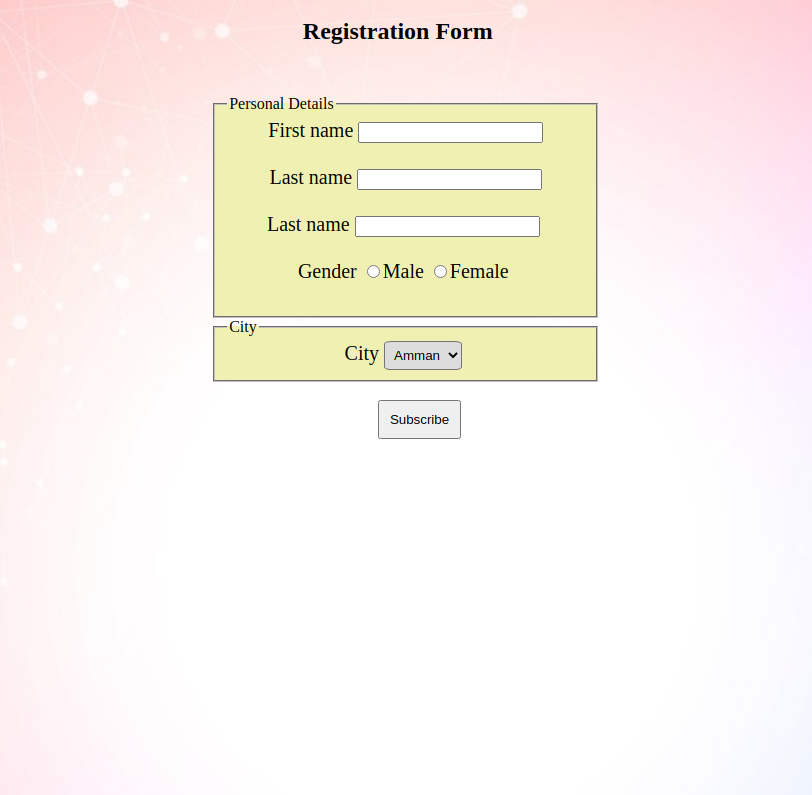 Registration Form
Personal Details
First name
Last name
Last name
Gender Male Female
City
City Amman
Subscribe